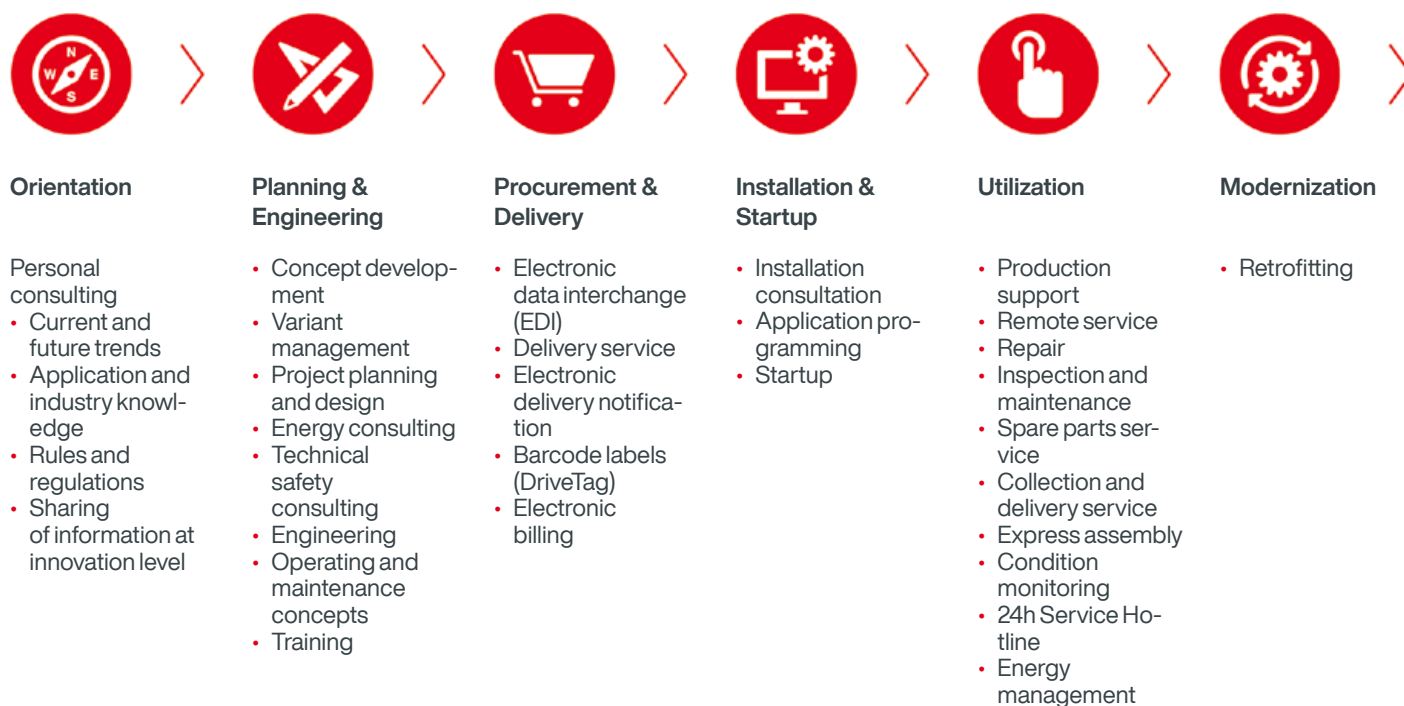 N
W E
S
Orientation
Personal
consulting
• Current and
future trends
• Application and
industry knowl-
edge
• Rules and
regulations
• Sharing
of information at
innovation level
Planning &
Engineering
• Concept develop-
ment
• Variant
management
• Project planning
and design
• Energy consulting
• Technical
safety
consulting
• Engineering
• Operating and
maintenance
concepts
• Training
Procurement &
Delivery
• Electronic
data interchange
(EDI)
• Delivery service
• Electronic
delivery notifica-
tion
• Barcode labels
(DriveTag)
• Electronic
billing
Installation &
Startup
• Installation
consultation
• Application pro-
gramming
• Startup
Utilization
• Production
support
• Remote service
• Repair
• Inspection and
maintenance
• Spare parts ser-
vice
• Collection and
delivery service
• Express assembly
• Condition
monitoring
• 24h Service Ho-
tline
• Energy
management
Modernization
• Retrofitting